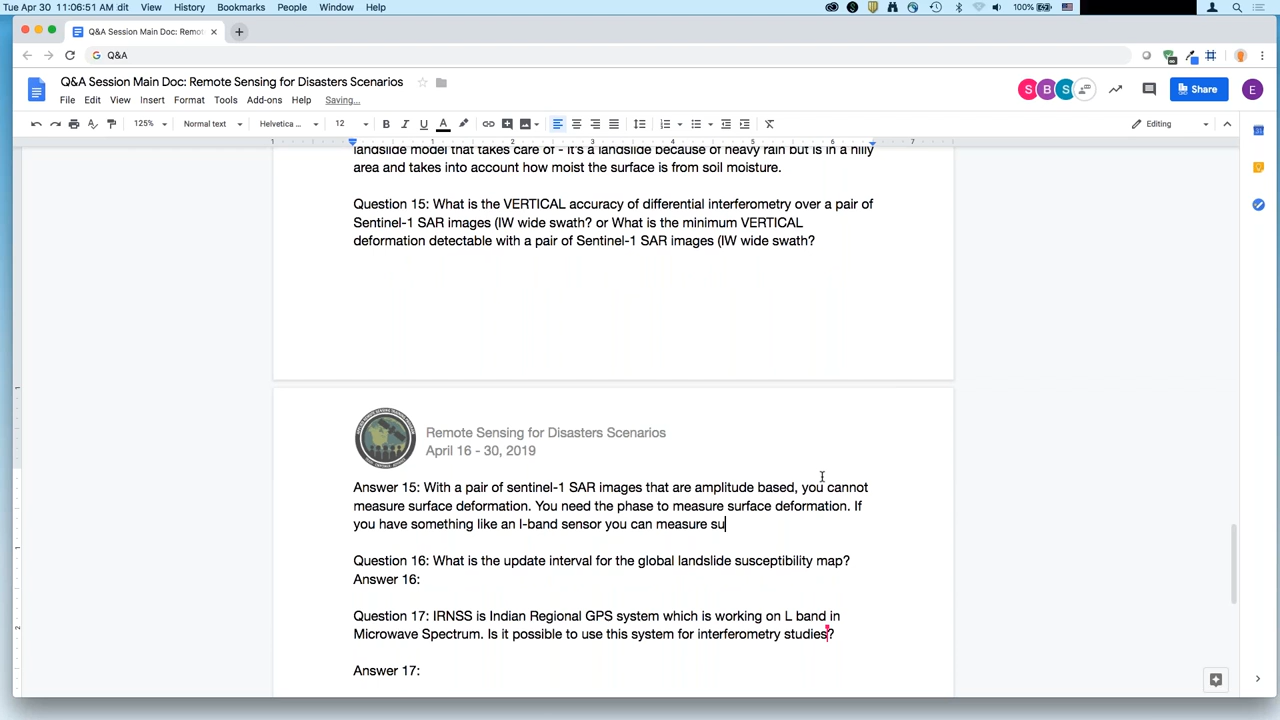 Tue Apr 30 11:06:51 dit View History Bookmarks People Window Help 100%
Q&A Session Main Doc: Remot
Q&A
Q&A Session Main Doc: Remote Sensing for Disasters Scenarios
File Edit View Insert Format Tools Add-ons Help Saving...
S B S Share E
125% Normal text Helvetica ... 12 B I U A Editing
1 1 2 3 4 5 6 7
landslide model that takes care of - it's a landslide because of heavy rain but is in a hilly
area and takes into account how moist the surface is from soil moisture.
Question 15: What is the VERTICAL accuracy of differential interferometry over a pair of
Sentinel-1 SAR images (IW wide swath? or What is the minimum VERTICAL
deformation detectable with a pair of Sentinel-1 SAR images (IW wide swath?
Remote Sensing for Disasters Scenarios
April 16 - 30, 2019
Answer 15: With a pair of sentinel-1 SAR images that are amplitude based, you cannot
measure surface deformation. You need the phase to measure surface deformation. If
you have something like an l-band sensor you can measure su
Question 16: What is the update interval for the global landslide susceptibility map?
Answer 16:
Question 17: IRNSS is Indian Regional GPS system which is working on L band in
Microwave Spectrum. Is it possible to use this system for interferometry studies?
Answer 17: